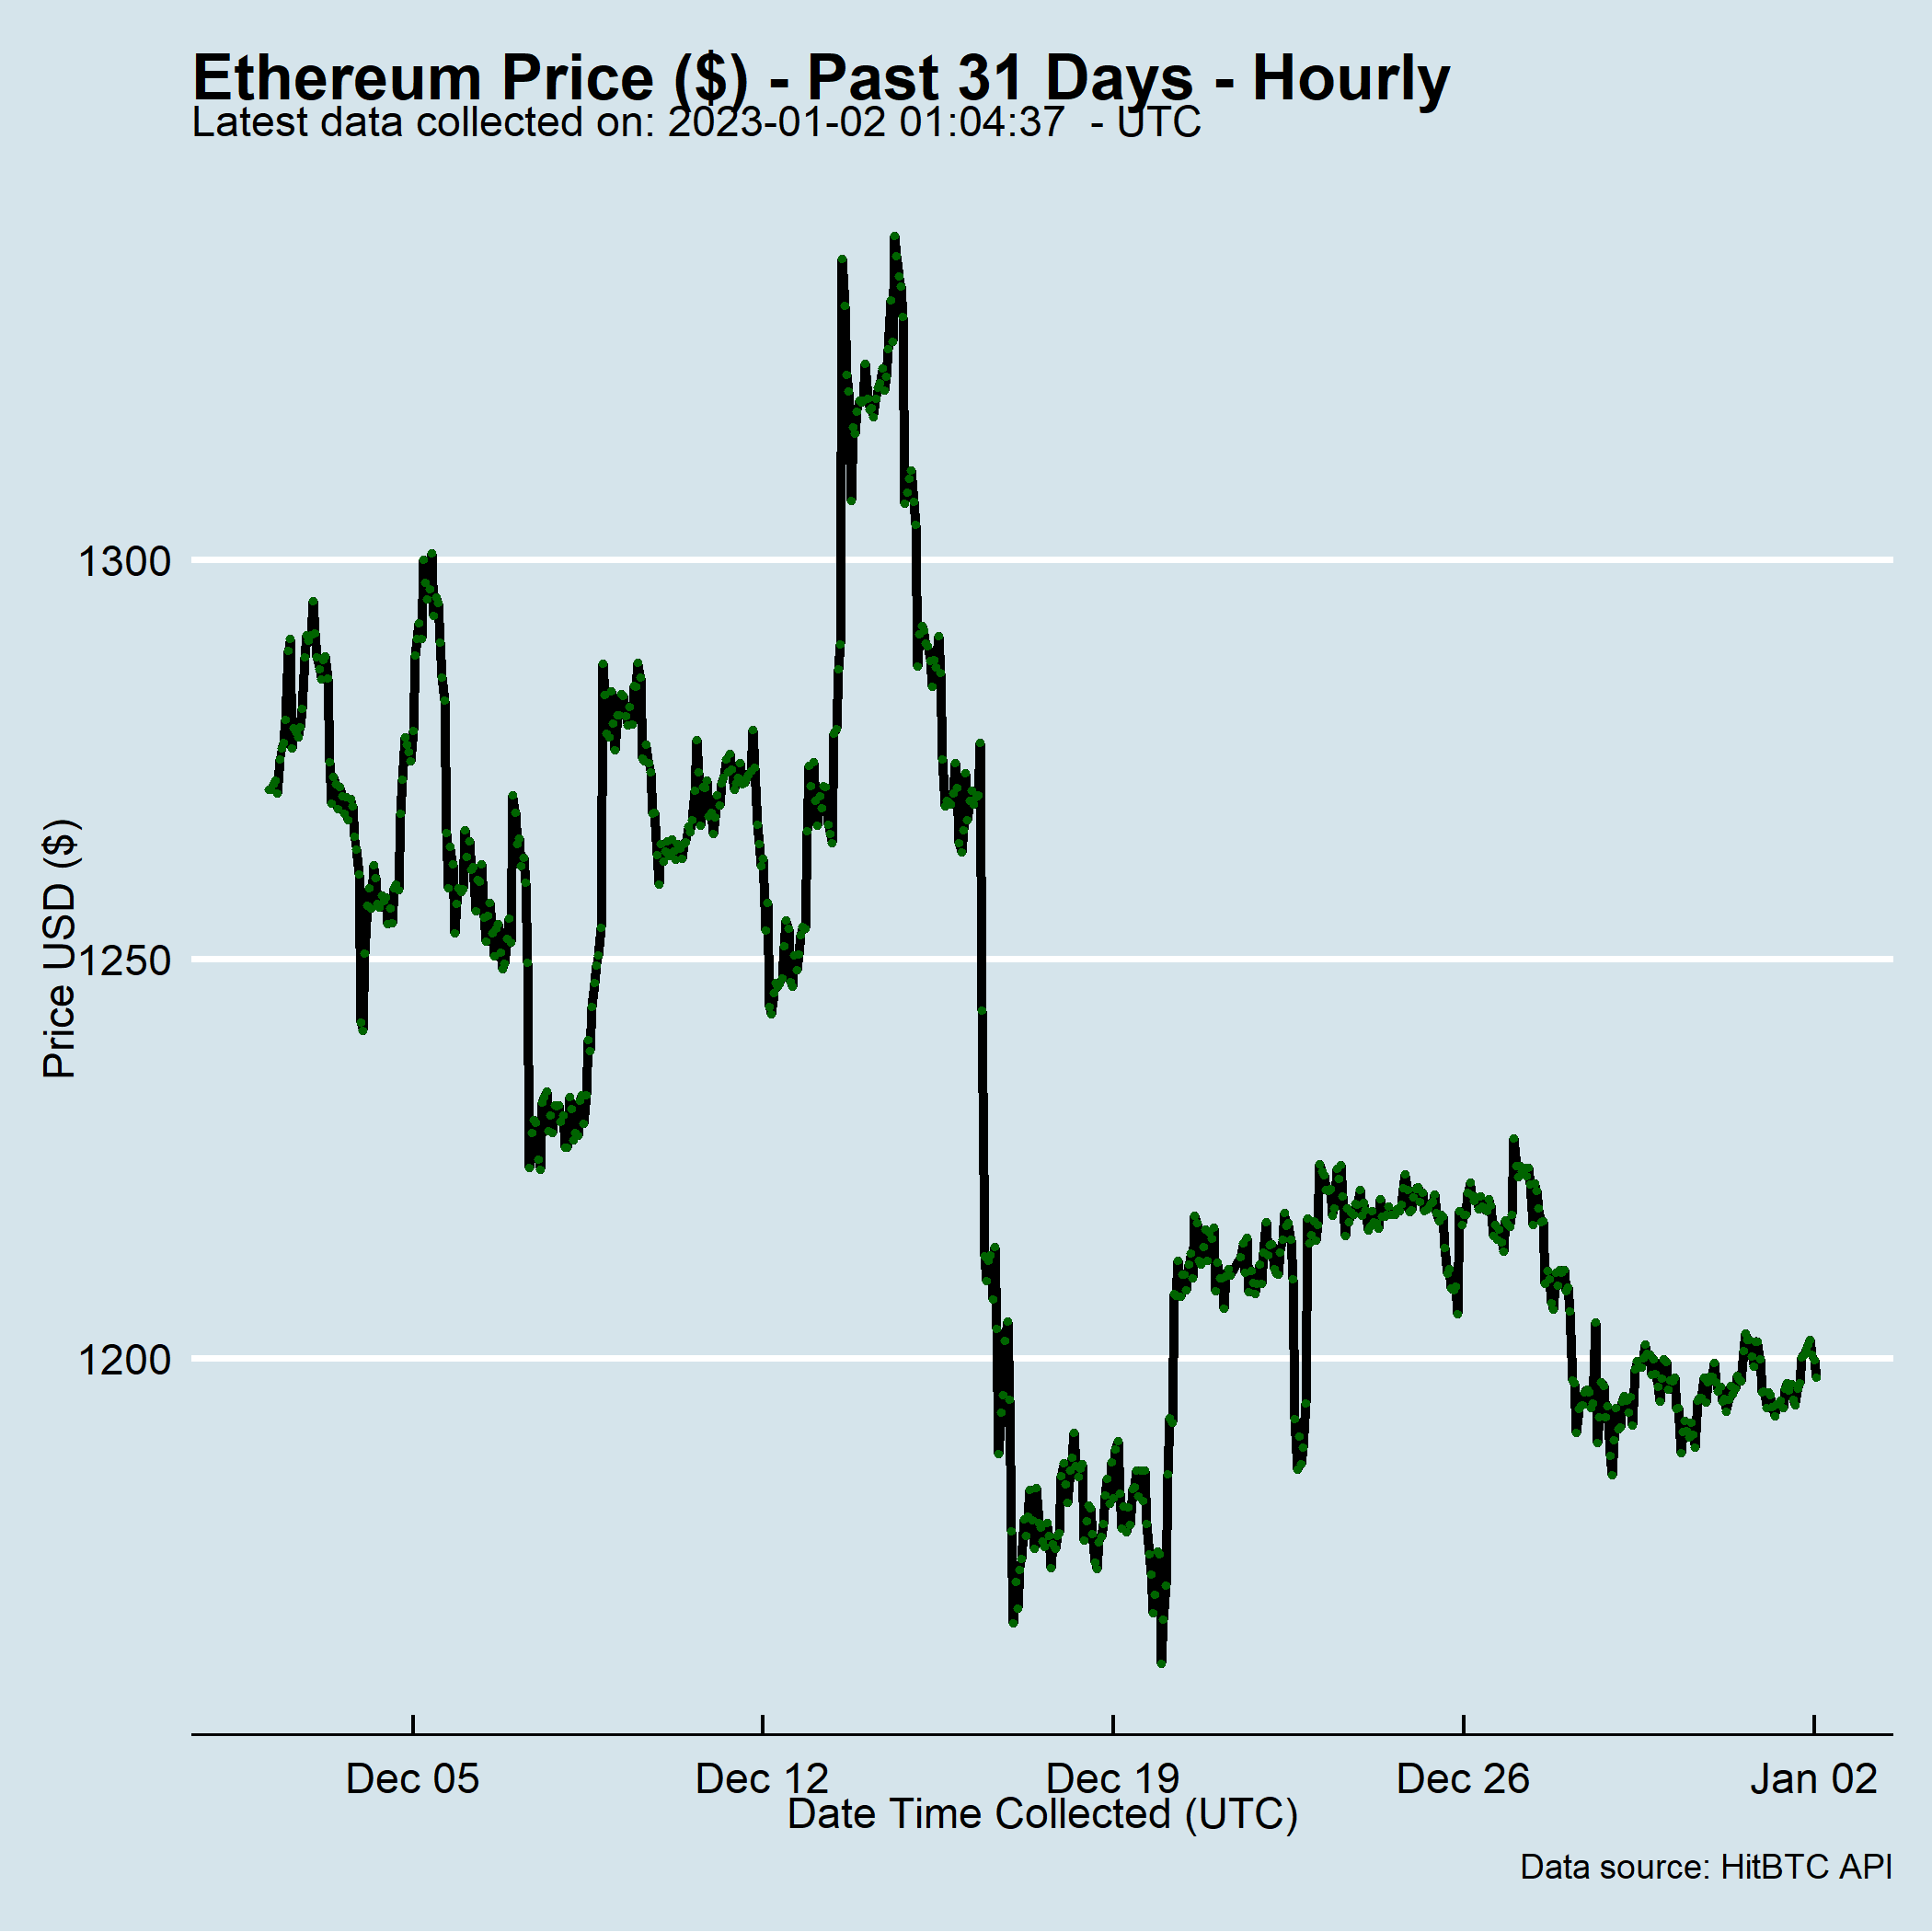 Ethereum Price ($) - Past 31 Days - Hourly
Latest data collected on: 2023-01-02 01:04:37  - UTC
1300
1250
1200
Price USD ($)
Dec 05
Dec 12
Dec 19
Dec 26
Jan 02
Date Time Collected (UTC)
Data source: HitBTC API